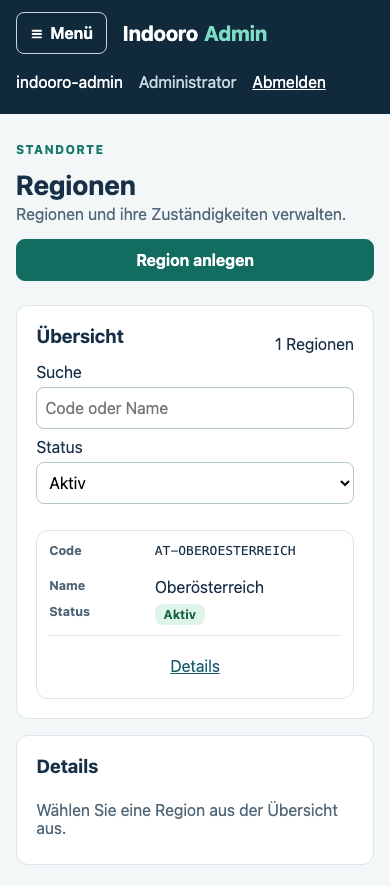 ≡ Menü
Indooro Admin
indooro-admin Administrator Abmelden
STANDORTE
Regionen
Regionen und ihre Zuständigkeiten verwalten.
Region anlegen
Übersicht
1 Regionen
Suche
Code oder Name
Status
Aktiv
Code AT-OBEROESTERREICH
Name Oberösterreich
Status Aktiv
Details
Details
Wählen Sie eine Region aus der Übersicht
aus.